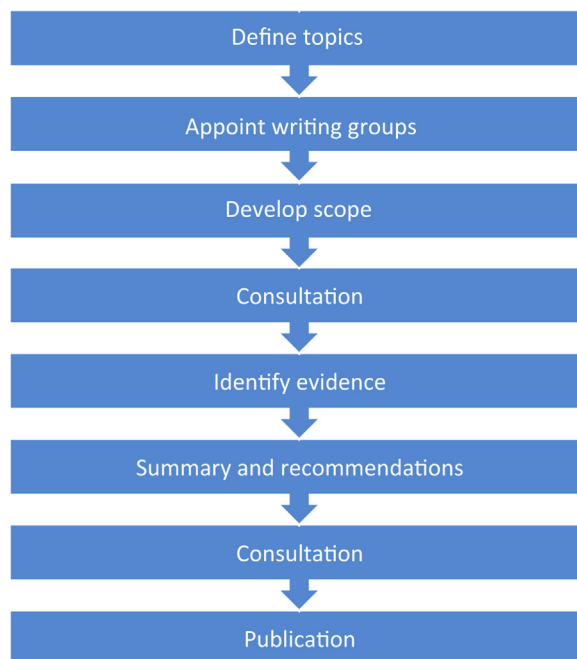 Define topics
Appoint writing groups
Develop scope
Consultation
Identify evidence
Summary and recommendations
Consultation
Publication